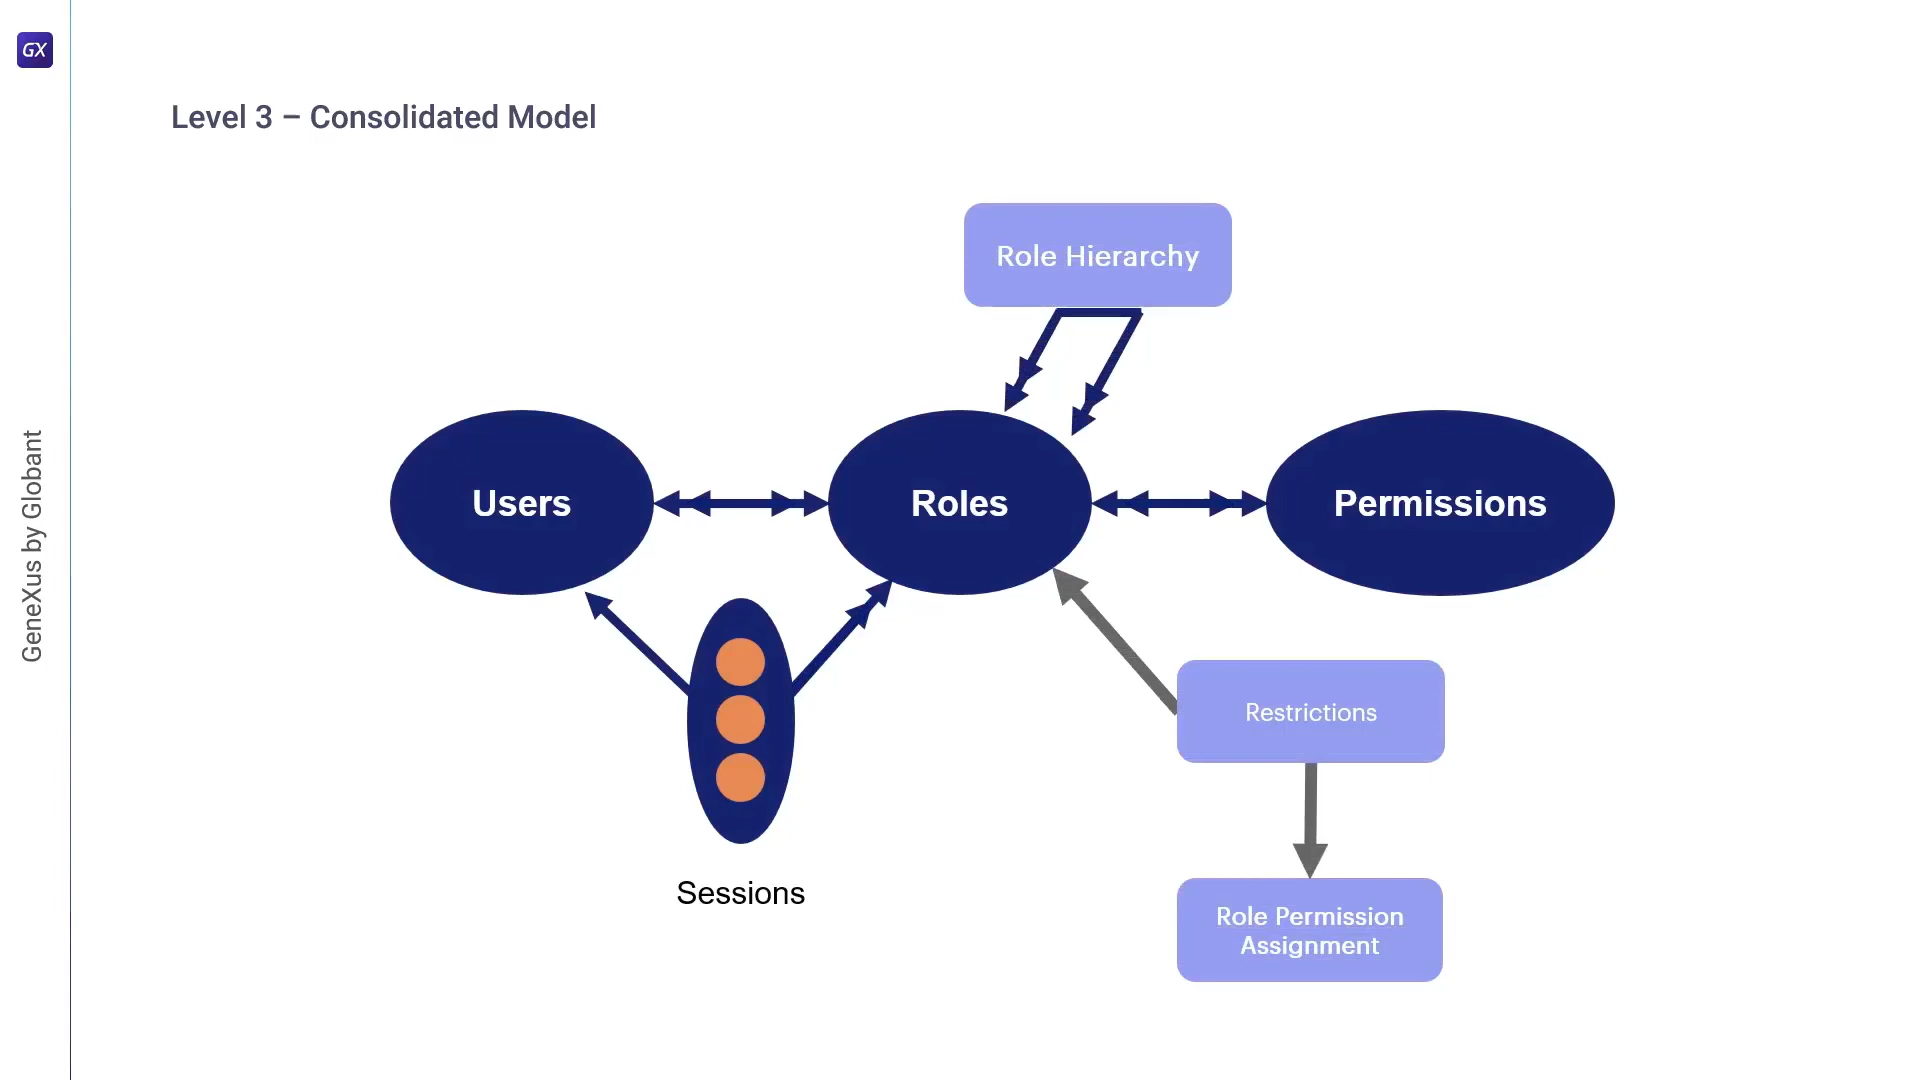 GX
GeneXus by Globant
Level 3 – Consolidated Model
Role Hierarchy
Users
Roles
Permissions
Restrictions
Sessions
Role Permission
Assignment